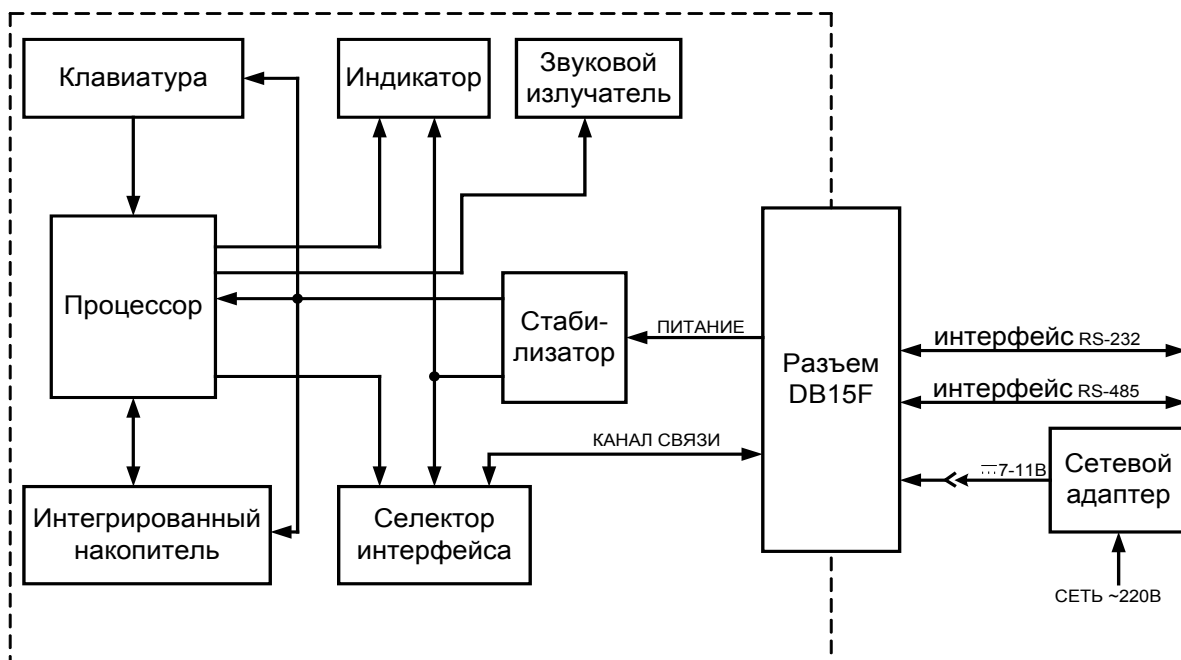 Клавиатура
Индикатор
Звуковой
излучатель
Процессор
Стаби-
лизатор
ПИТАНИЕ
Разъем
DB15F
интерфейс RS-232
интерфейс RS-485
КАНАЛ СВЯЗИ
7-11В
Сетевой
адаптер
Интегрированный
накопитель
Селектор
интерфейса
СЕТЬ ~220В